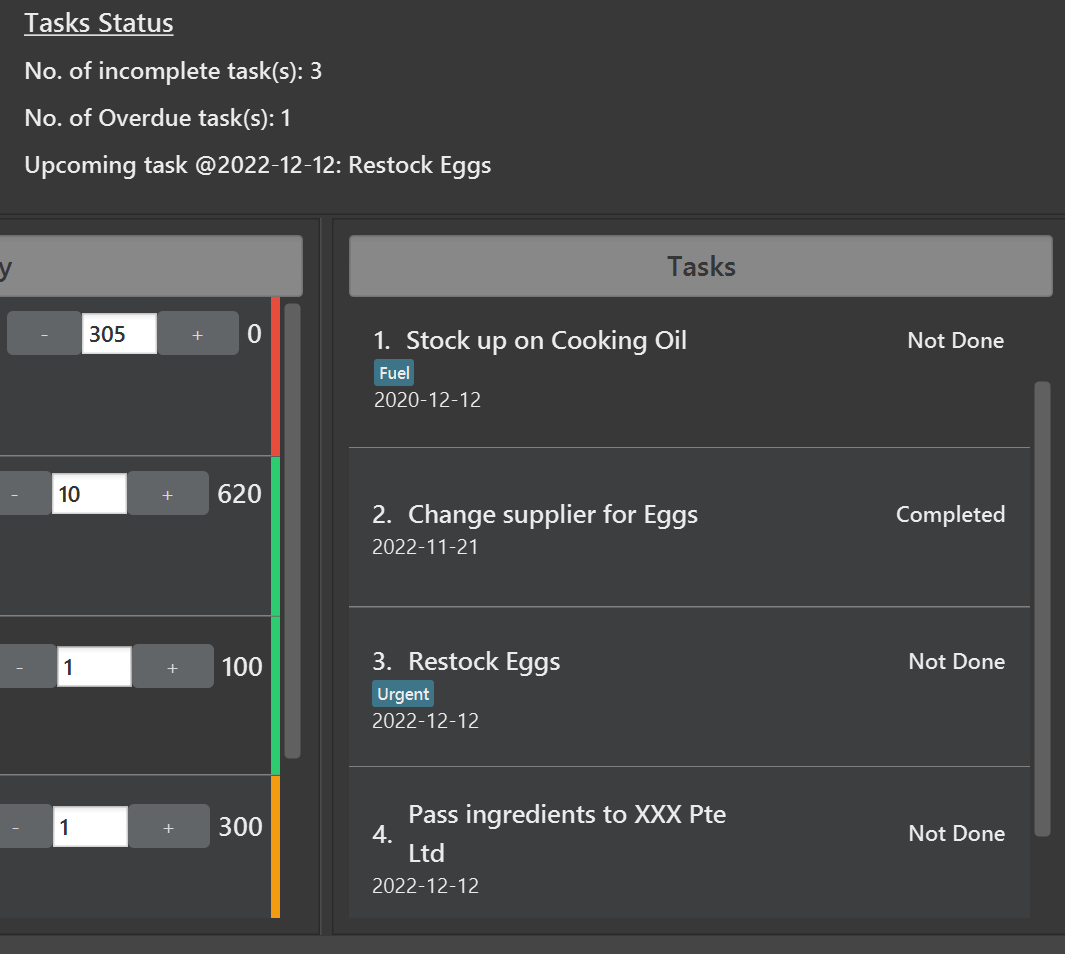 Tasks Status
No. of incomplete task(s): 3
No. of Overdue task(s): 1
Upcoming task @2022-12-12: Restock Eggs
y
- 305 + 0
- 10 + 620
- 1 + 100
- 1 + 300
Tasks
1. Stock up on Cooking Oil Not Done
Fuel
2020-12-12
2. Change supplier for Eggs Completed
2022-11-21
3. Restock Eggs Not Done
Urgent
2022-12-12
4. Pass ingredients to XXX Pte
Ltd Not Done
2022-12-12